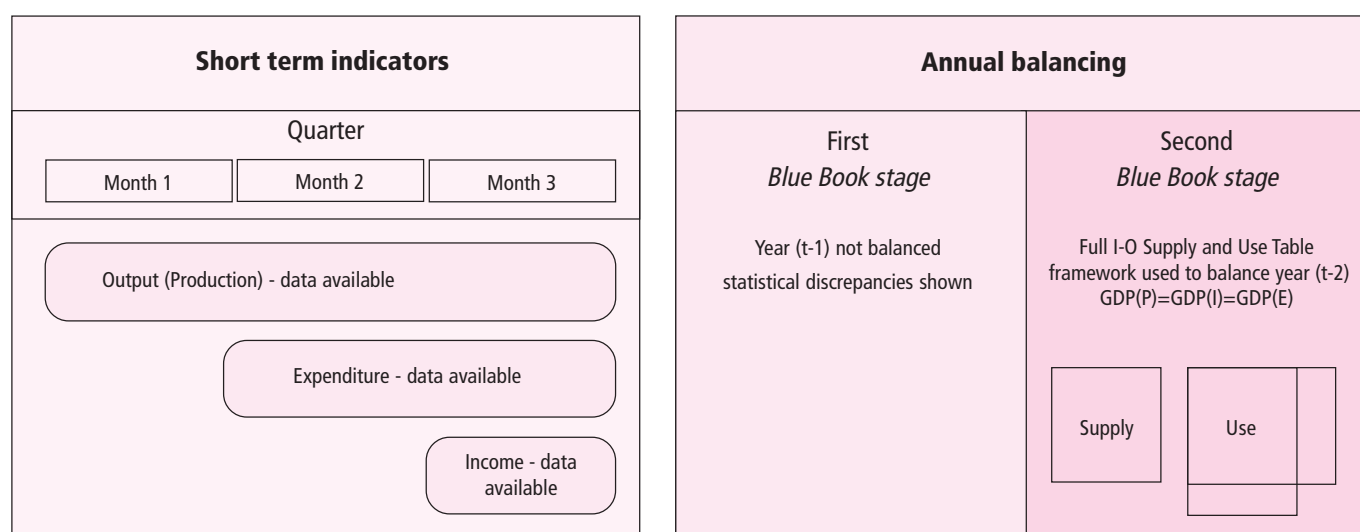 Short term indicators
Quarter
Month 1
Month 2
Month 3
Output (Production) - data available
Expenditure - data available
Income - data
available
Annual balancing
First
Blue Book stage
Year (t-1) not balanced
statistical discrepancies shown
Second
Blue Book stage
Full I-O Supply and Use Table
framework used to balance year (t-2)
GDP(P)=GDP(I)=GDP(E)
Supply
Use